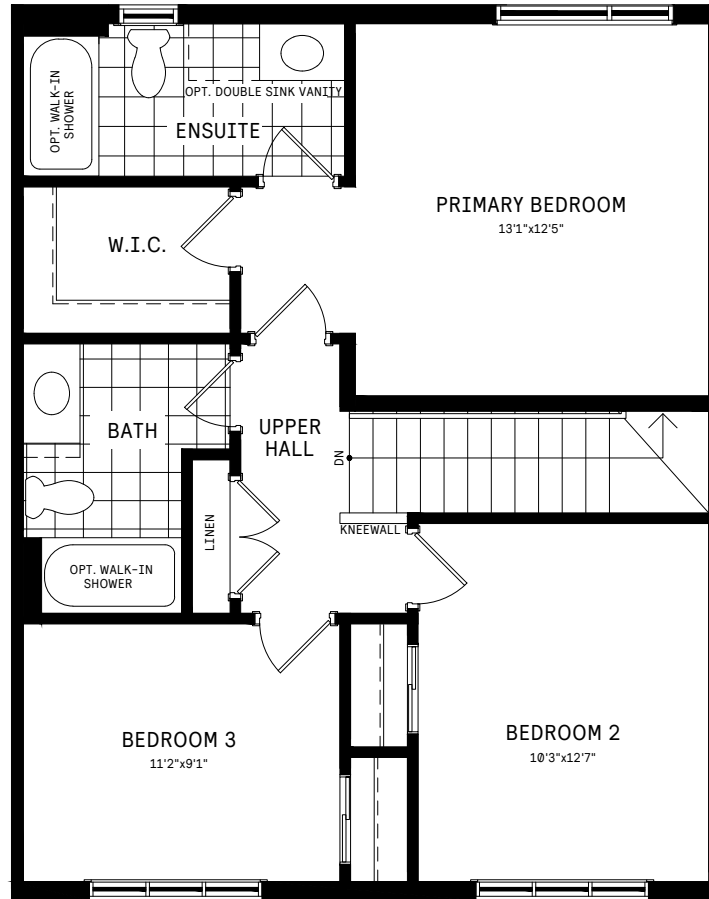 OPT. WALK-IN
SHOWER
OPT. DOUBLE SINK VANITY
ENSUITE
PRIMARY BEDROOM
13'1"x12'5"
W.I.C.
BATH
UPPER
HALL
DN
LINEN
KNEEWALL
OPT. WALK-IN
SHOWER
BEDROOM 3
11'2"x9'1"
BEDROOM 2
10'3"x12'7"